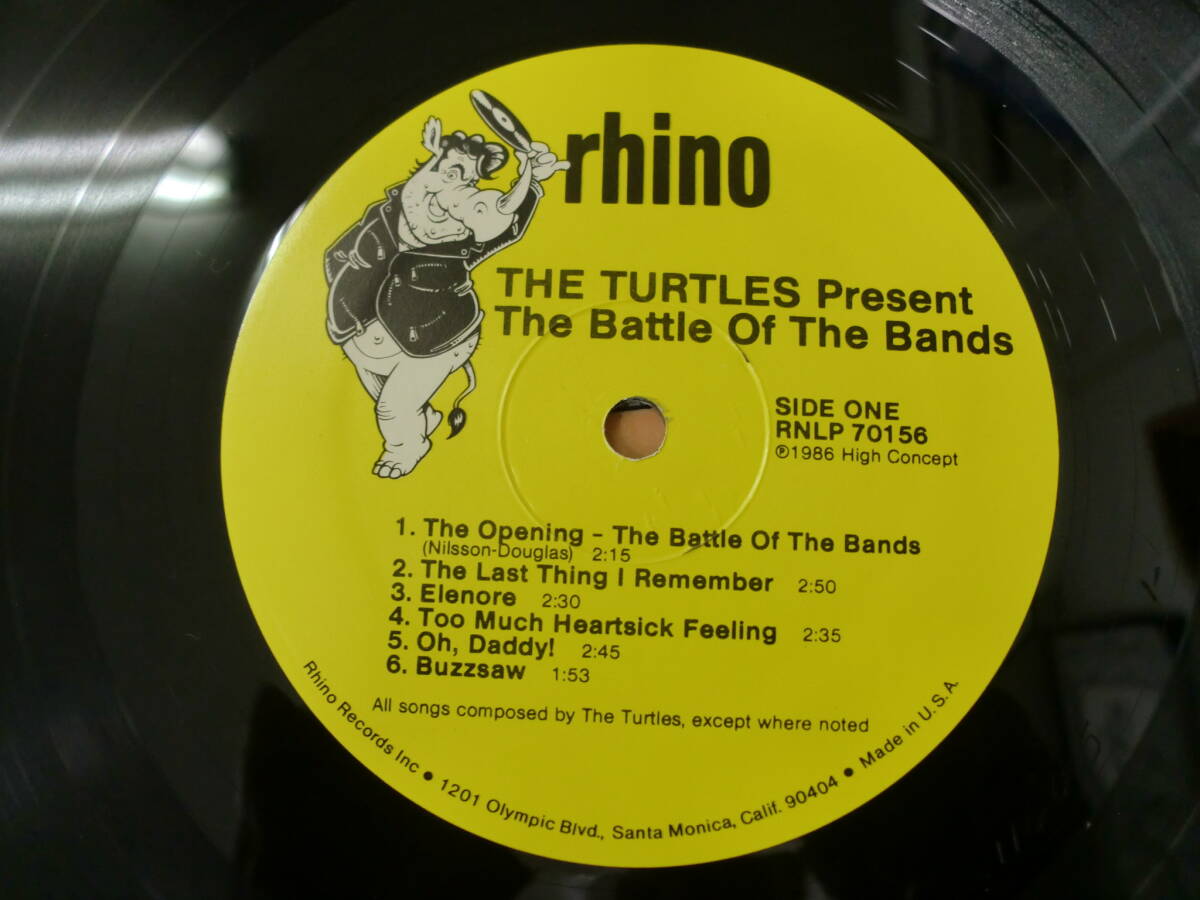 rhino
THE TURTLES Present
The Battle Of The Bands
SIDE ONE
RNLP 70156
℗1986 High Concept
1. The Opening - The Battle Of The Bands
(Nilsson-Douglas) 2:15
2. The Last Thing I Remember 2:50
3. Elenore 2:30
4. Too Much Heartsick Feeling 2:35
5. Oh, Daddy! 2:45
6. Buzzsaw 1:53
All songs composed by The Turtles, except where noted
Rhino Records Inc • 1201 Olympic Blvd., Santa Monica, Calif. 90404 • Made in U.S.A.